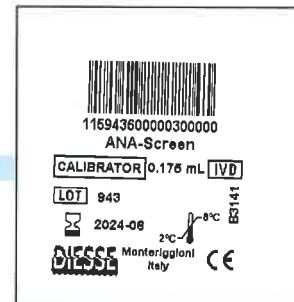 115943600000300000
ANA-Screen
CALIBRATOR 0.175 mL IVD
LOT 943
B3141
2024-06
8°C
2°C
DIESSE Monteriggioni
Italy CE